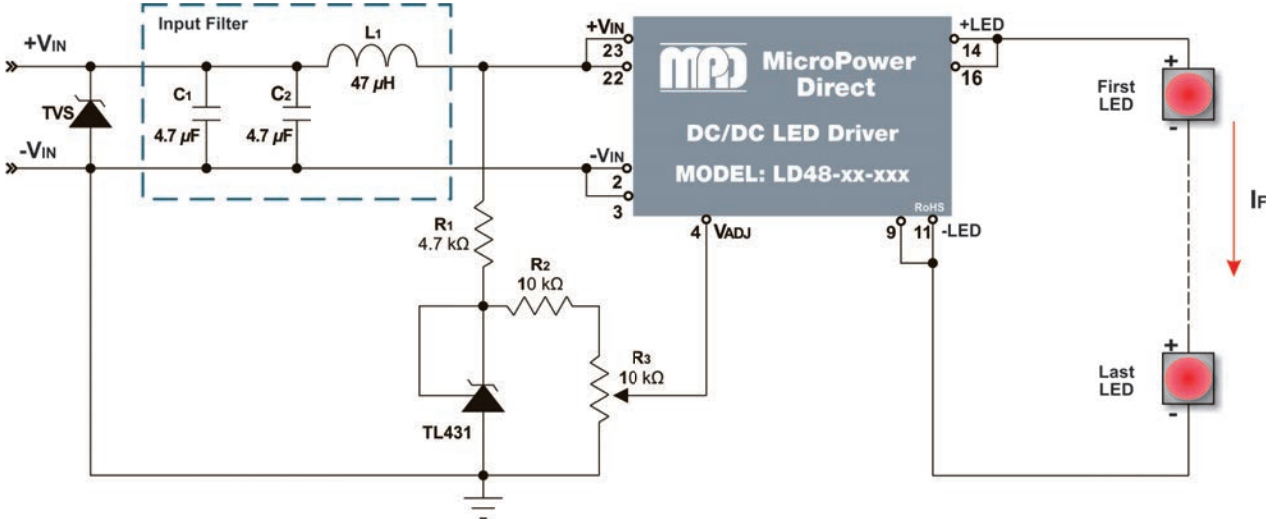 Input Filter
+VIN
L1
47 µH
C1
4.7 µF
C2
4.7 µF
TVS
-VIN
+VIN
23
22
-VIN
2
3
MPD
MicroPower
Direct
DC/DC LED Driver
MODEL: LD48-xx-xxx
RoHS
+LED
14
16
4
VADJ
9
11
-LED
+
First
LED
-
IF
+
Last
LED
-
R1
4.7 kΩ
R2
10 kΩ
R3
10 kΩ
TL431